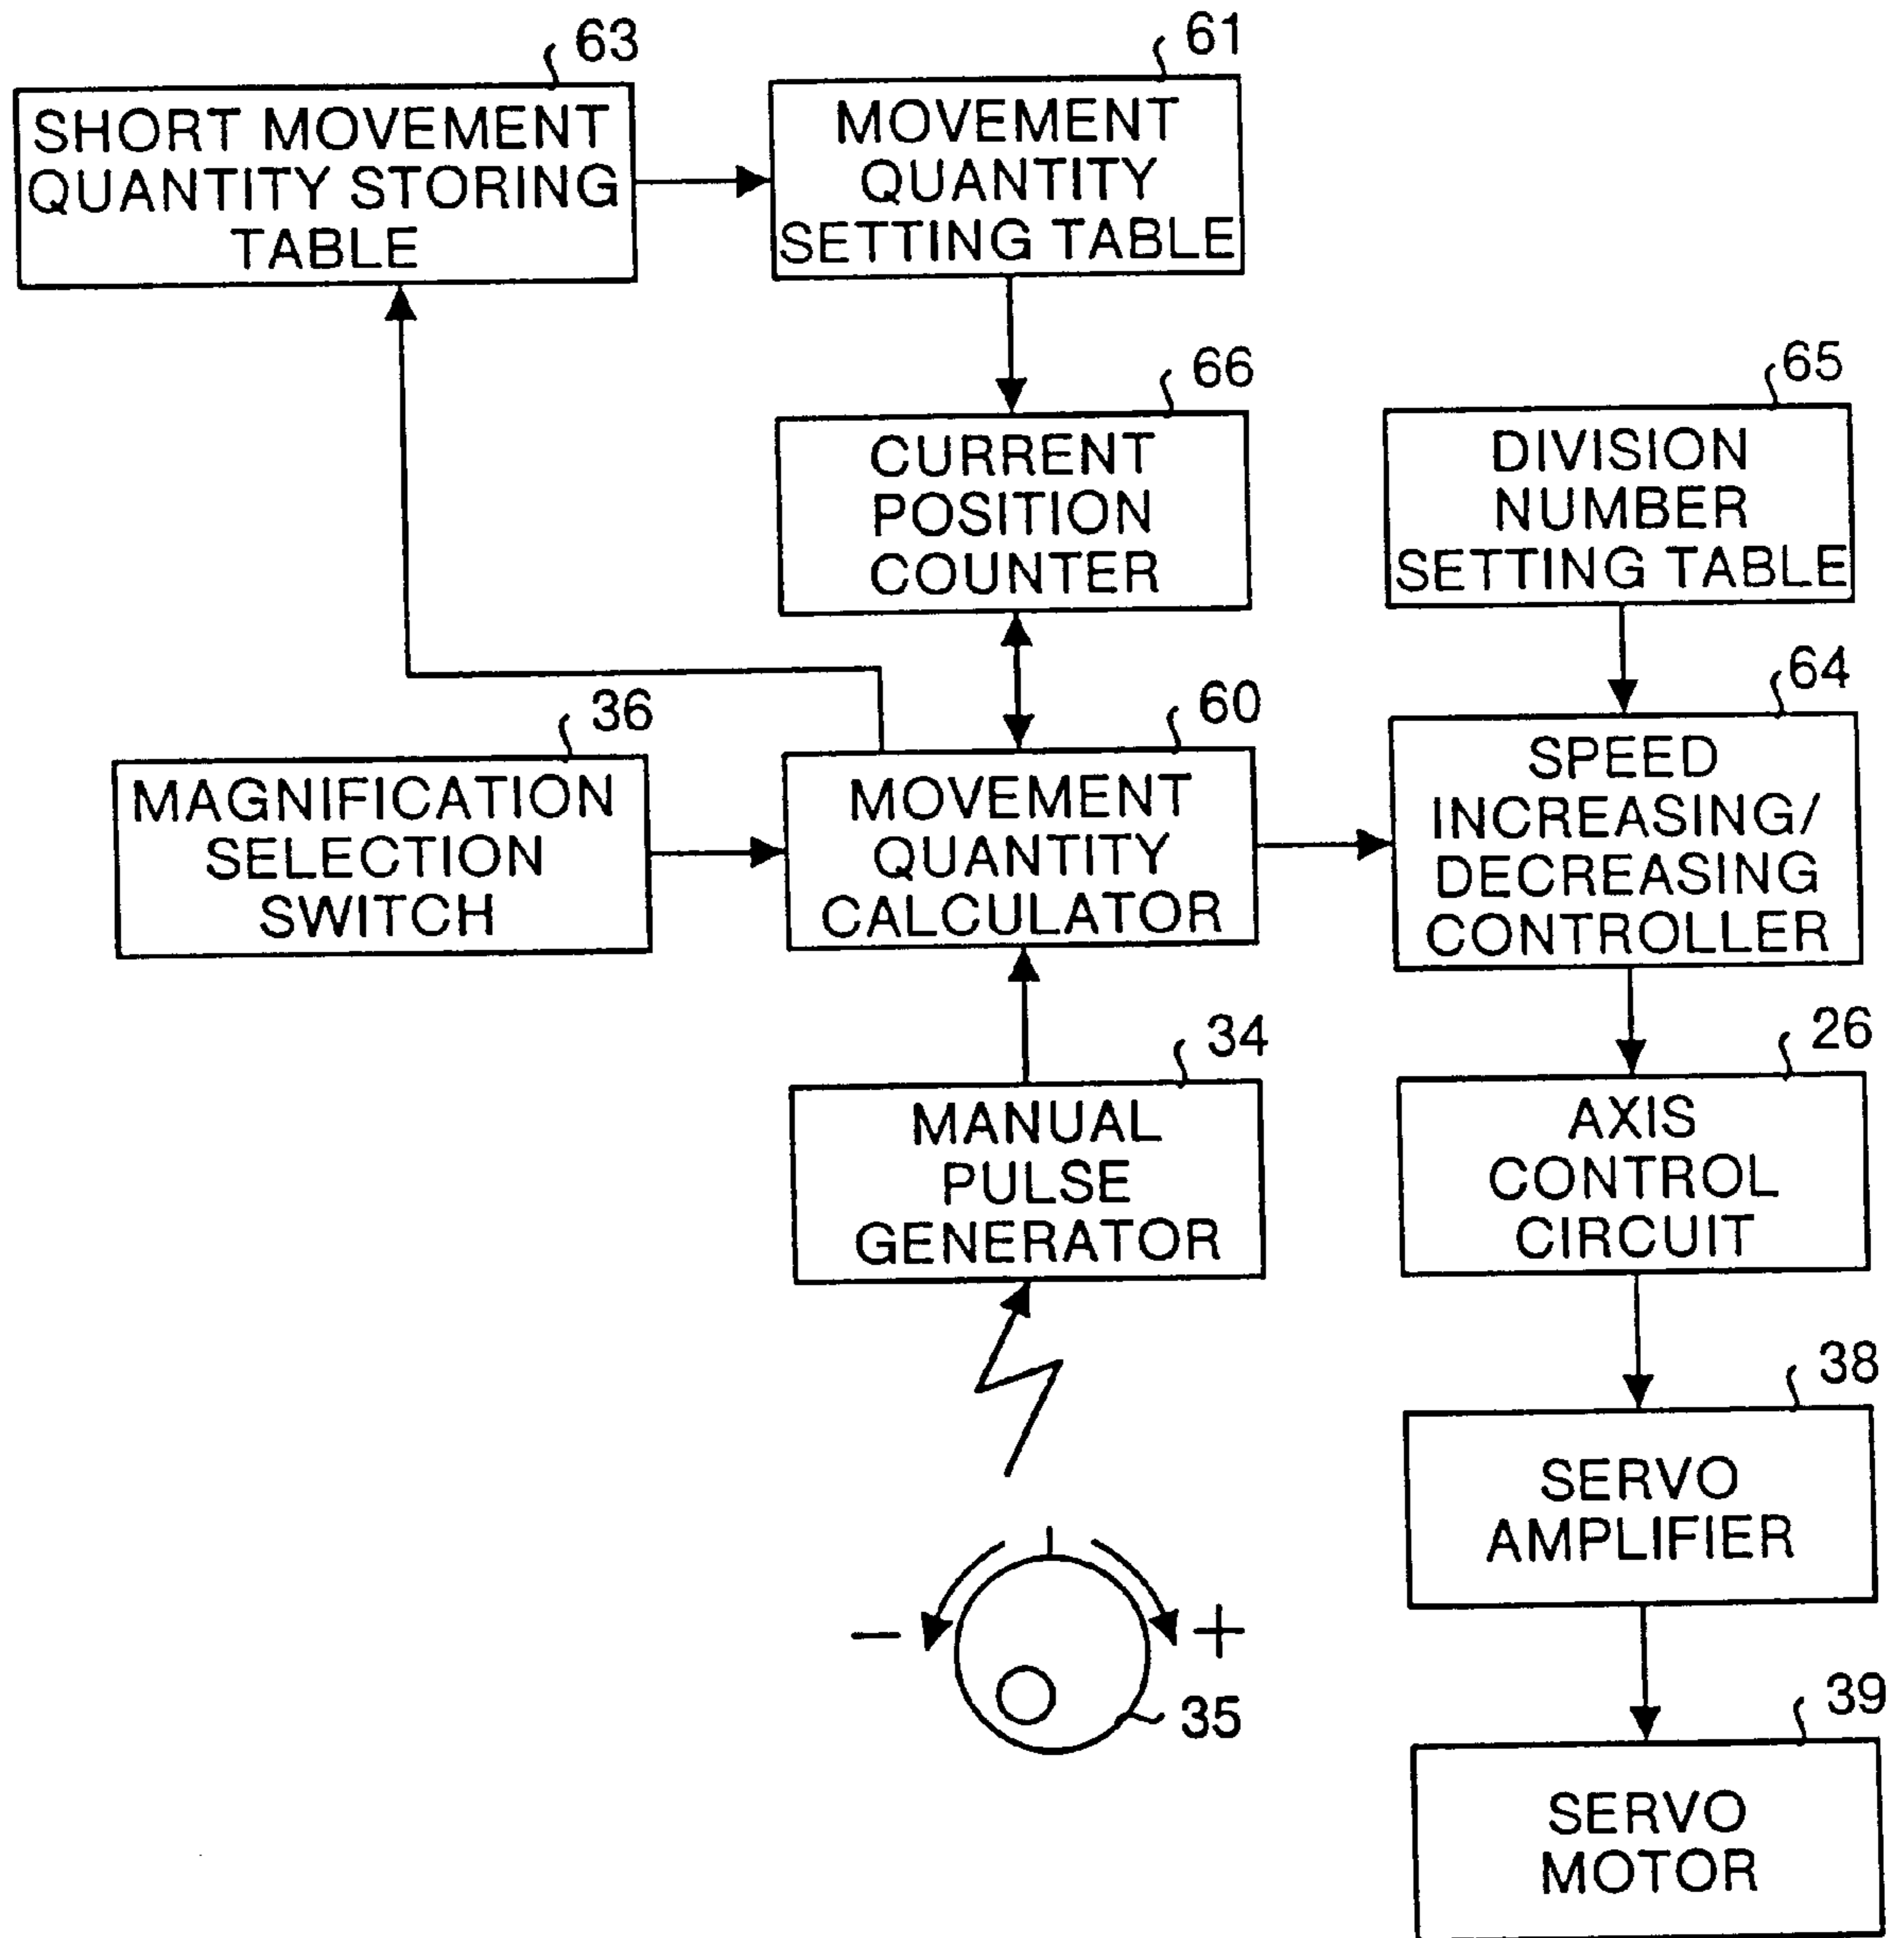 63
SHORT MOVEMENT
QUANTITY STORING
TABLE
61
MOVEMENT
QUANTITY
SETTING TABLE
66
CURRENT
POSITION
COUNTER
65
DIVISION
NUMBER
SETTING TABLE
36
MAGNIFICATION
SELECTION
SWITCH
60
MOVEMENT
QUANTITY
CALCULATOR
64
SPEED
INCREASING/
DECREASING
CONTROLLER
34
MANUAL
PULSE
GENERATOR
26
AXIS
CONTROL
CIRCUIT
38
SERVO
AMPLIFIER
− +
35
39
SERVO
MOTOR